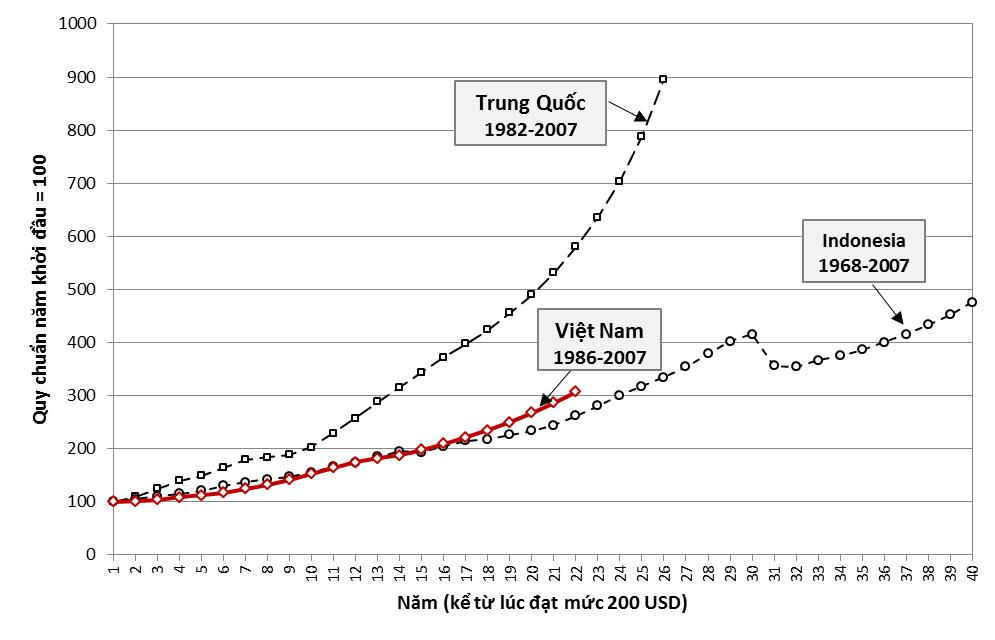 Quy chuẩn năm khởi đầu = 100
1000
900
800
700
600
500
400
300
200
100
0
Trung Quốc
1982-2007
Indonesia
1968-2007
Việt Nam
1986-2007
1 2 3 4 5 6 7 8 9 10 11 12 13 14 15 16 17 18 19 20 21 22 23 24 25 26 27 28 29 30 31 32 33 34 35 36 37 38 39 40
Năm (kể từ lúc đạt mức 200 USD)